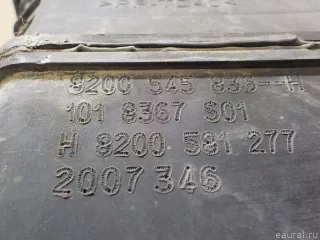 8200 545 836--H
101 8367 S01
H 8200 581 277
2007 346
eaural.ru